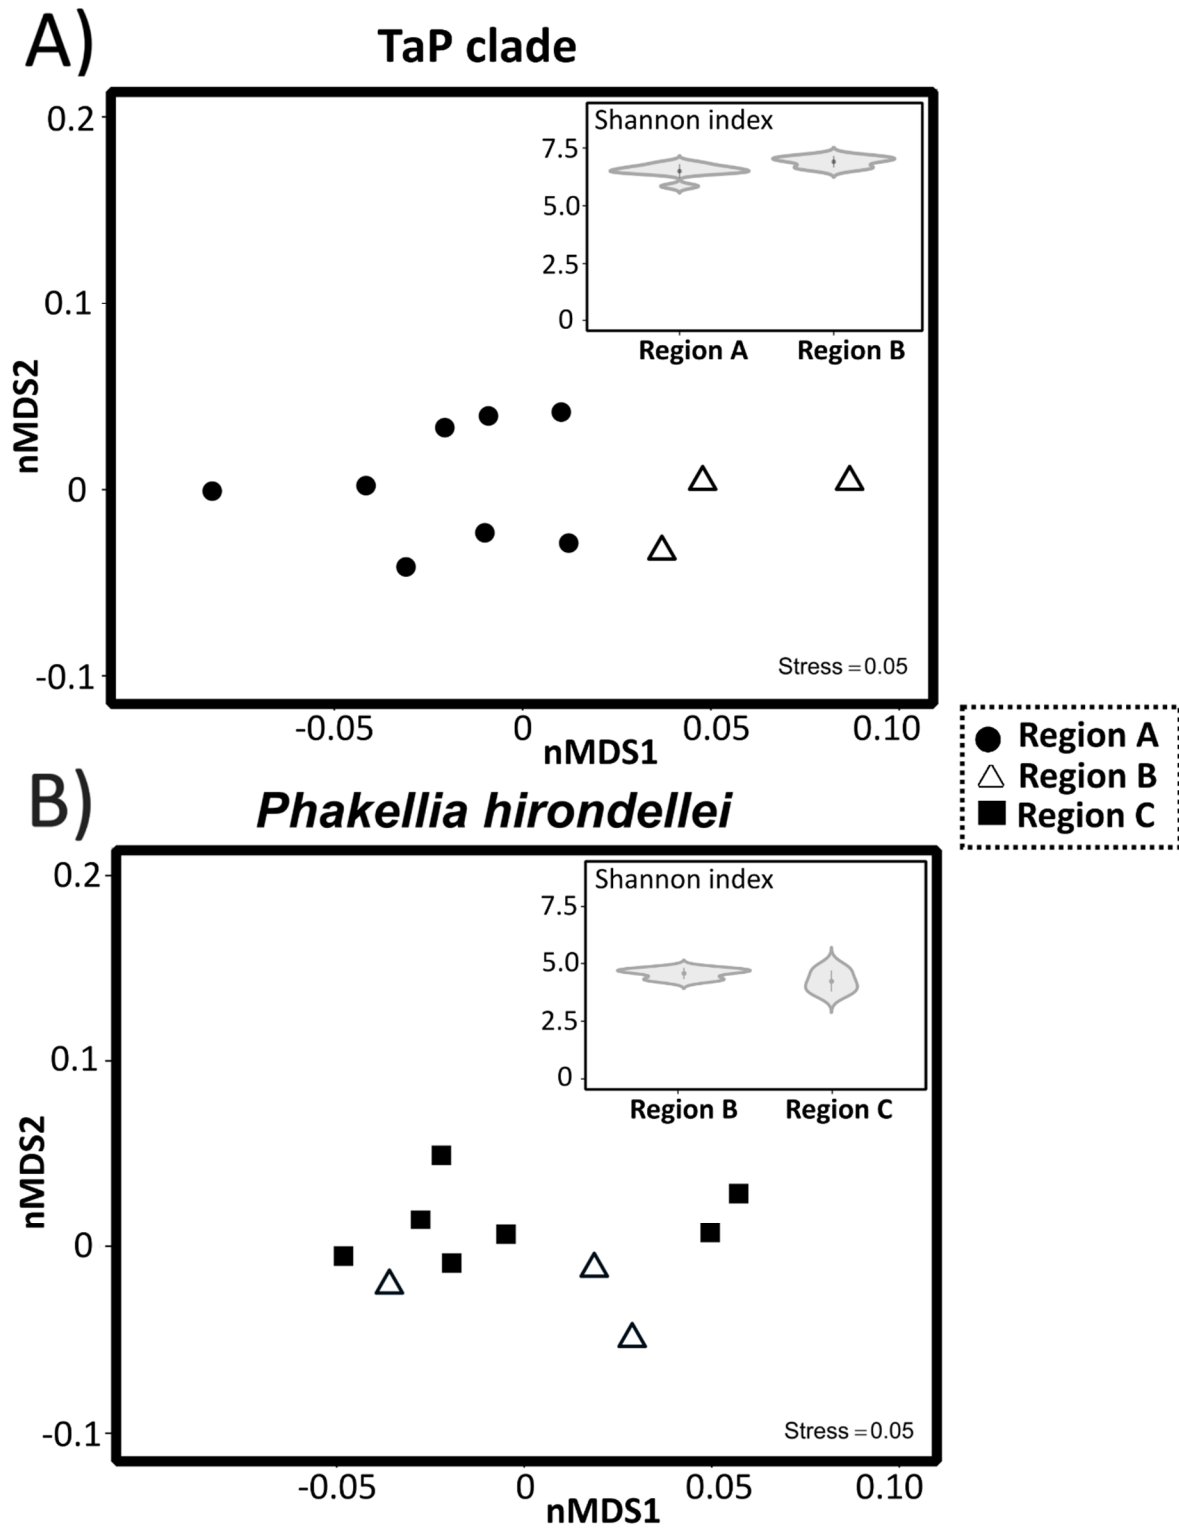 A)
TaP clade
0.2
0.1
0
-0.1
nMDS2
Shannon index
7.5
5.0
2.5
0
Region A Region B
Stress = 0.05
-0.05 0 0.05 0.10
nMDS1
Region A
Region B
Region C
B)
Phakellia hirondellei
0.2
0.1
0
-0.1
nMDS2
Shannon index
7.5
5.0
2.5
0
Region B Region C
Stress = 0.05
-0.05 0 0.05 0.10
nMDS1